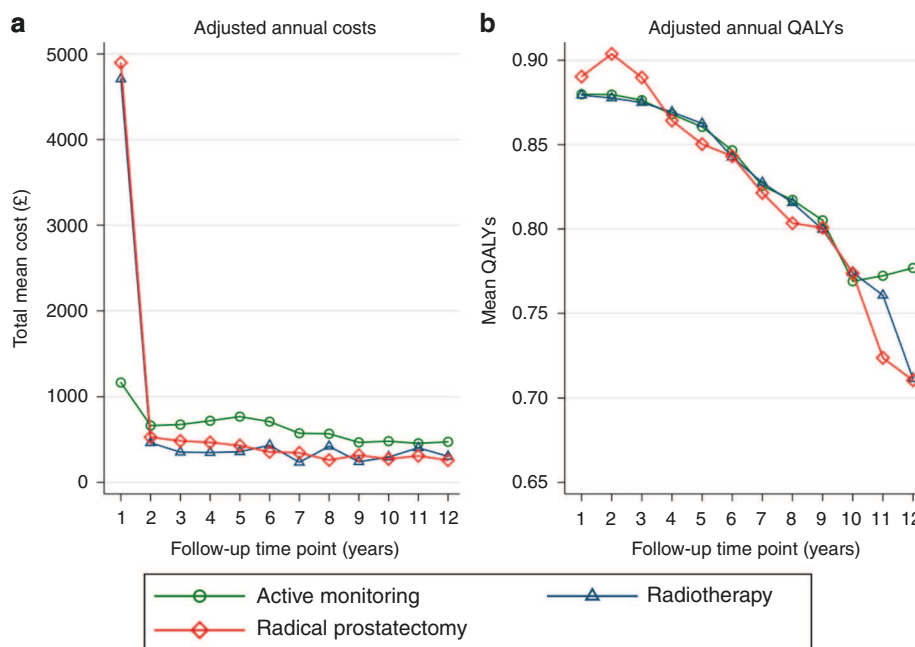 a
Adjusted annual costs
5000
4000
3000
2000
1000
0
Total mean cost (£)
1 2 3 4 5 6 7 8 9 10 11 12
Follow-up time point (years)
b
Adjusted annual QALYs
0.90
0.85
0.80
0.75
0.70
0.65
Mean QALYs
1 2 3 4 5 6 7 8 9 10 11 12
Follow-up time point (years)
Active monitoring
Radiotherapy
Radical prostatectomy